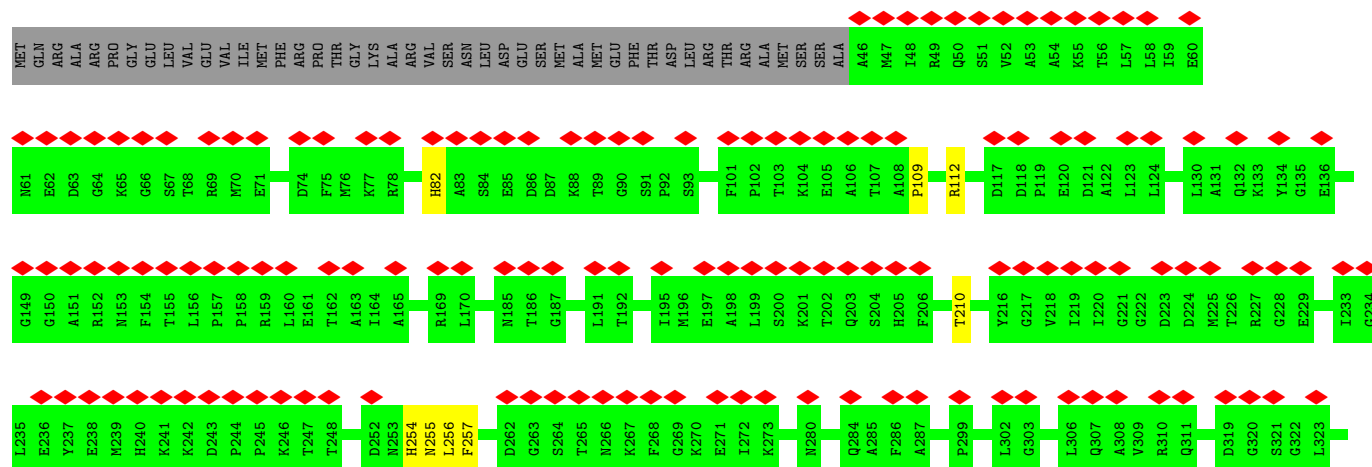 MET GLN ARG ALA ARG PRO GLY GLU LEU VAL GLU VAL ILE MET PHE ARG PRO THR GLY LYS ALA ARG VAL SER ASN LEU ASP GLU SER MET ALA MET GLU PHE THR ASP LEU ARG THR ARG ALA MET SER SER ALA A46 M47 I48 R49 Q50 S51 V52 A53 A54 K55 T56 L57 L58 I59 E60
N61 E62 D63 G64 K65 G66 S67 T68 R69 M70 E71 D74 F75 M76 K77 R78 H82 A83 S84 E85 D86 D87 K88 T89 G90 S91 P92 S93 F101 P102 T103 K104 E105 A106 T107 A108 P109 R112 D117 D118 P119 E120 D121 A122 L123 L124 L130 A131 Q132 K133 Y134 G135 E136
G149 G150 A151 R152 N153 F154 T155 L156 P157 P158 R159 L160 E161 T162 A163 I164 A165 R169 L170 N185 T186 G187 L191 T192 I195 M196 E197 A198 L199 S200 K201 T202 Q203 S204 H205 F206 T210 Y216 G217 V218 I219 I220 G221 G222 D223 D224 M225 T226 R227 G228 E229 I233 G234
L235 E236 Y237 E238 M239 H240 K241 K242 D243 P244 P245 K246 T247 T248 D252 N253 H254 N255 L256 F257 D262 G263 S264 T265 N266 K267 F268 G269 K270 E271 I272 K273 N280 Q284 A285 F286 A287 P299 L302 G303 L306 Q307 A308 V309 R310 Q311 D319 G320 S321 G322 L323